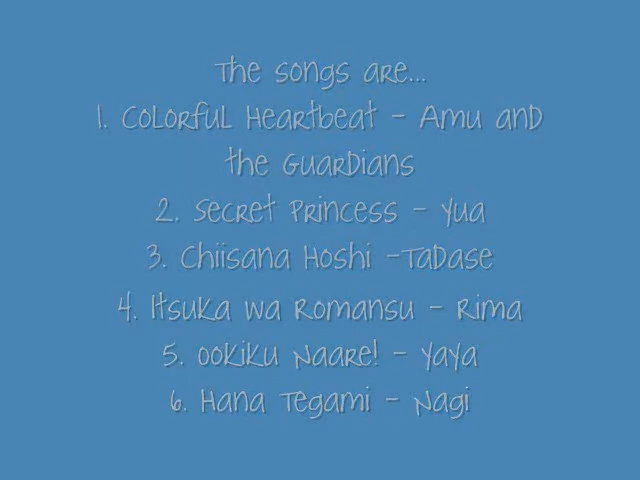 The songs are...
1. Colorful Heartbeat - Amu and
the Guardians
2. Secret Princess - Yua
3. Chiisana Hoshi -Tadase
4. Itsuka wa Romansu - Rima
5. Ookiku Naare! - Yaya
6. Hana Tegami - Nagi